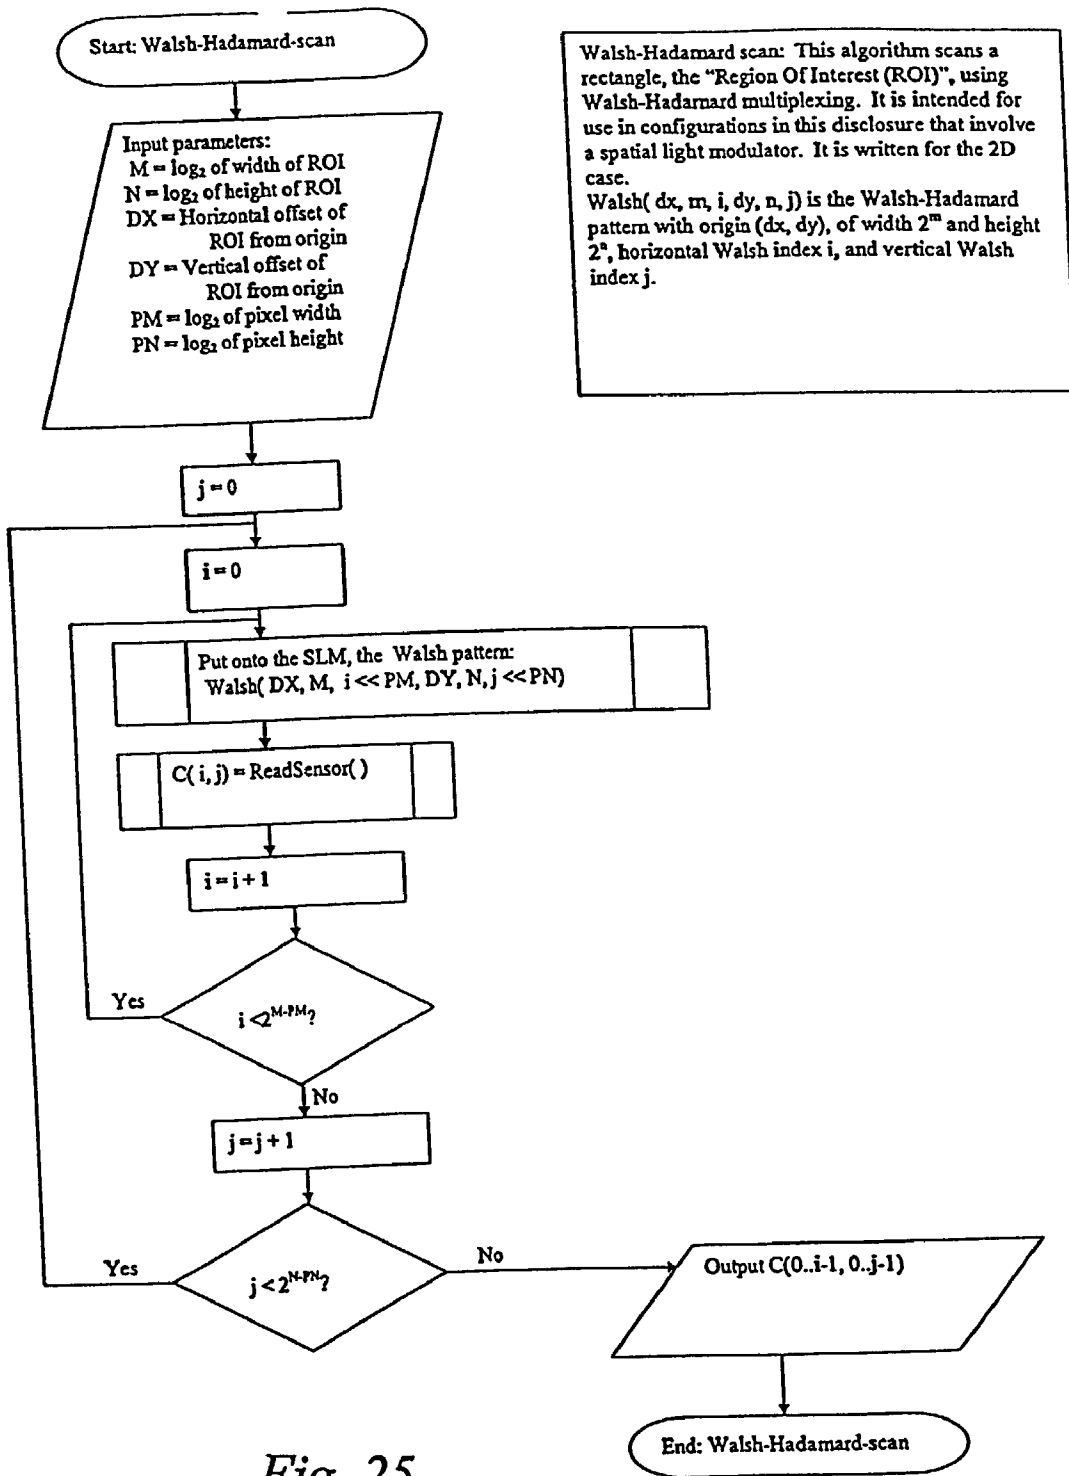 Start: Walsh-Hadamard-scan
Walsh-Hadamard scan: This algorithm scans a
rectangle, the “Region Of Interest (ROI)”, using
Walsh-Hadamard multiplexing. It is intended for
use in configurations in this disclosure that involve
a spatial light modulator. It is written for the 2D
case.
Walsh( dx, m, i, dy, n, j) is the Walsh-Hadamard
pattern with origin (dx, dy), of width 2^m and height
2^n, horizontal Walsh index i, and vertical Walsh
index j.
Input parameters:
M = log₂ of width of ROI
N = log₂ of height of ROI
DX = Horizontal offset of
ROI from origin
DY = Vertical offset of
ROI from origin
PM = log₂ of pixel width
PN = log₂ of pixel height
j = 0
i = 0
Put onto the SLM, the Walsh pattern:
Walsh( DX, M, i << PM, DY, N, j << PN)
C( i, j) = ReadSensor( )
i = i + 1
Yes
i <2^M-PM?
No
j = j + 1
Yes
j < 2^N-PN?
No
Output C(0..i-1, 0..j-1)
End: Walsh-Hadamard-scan
Fig. 25